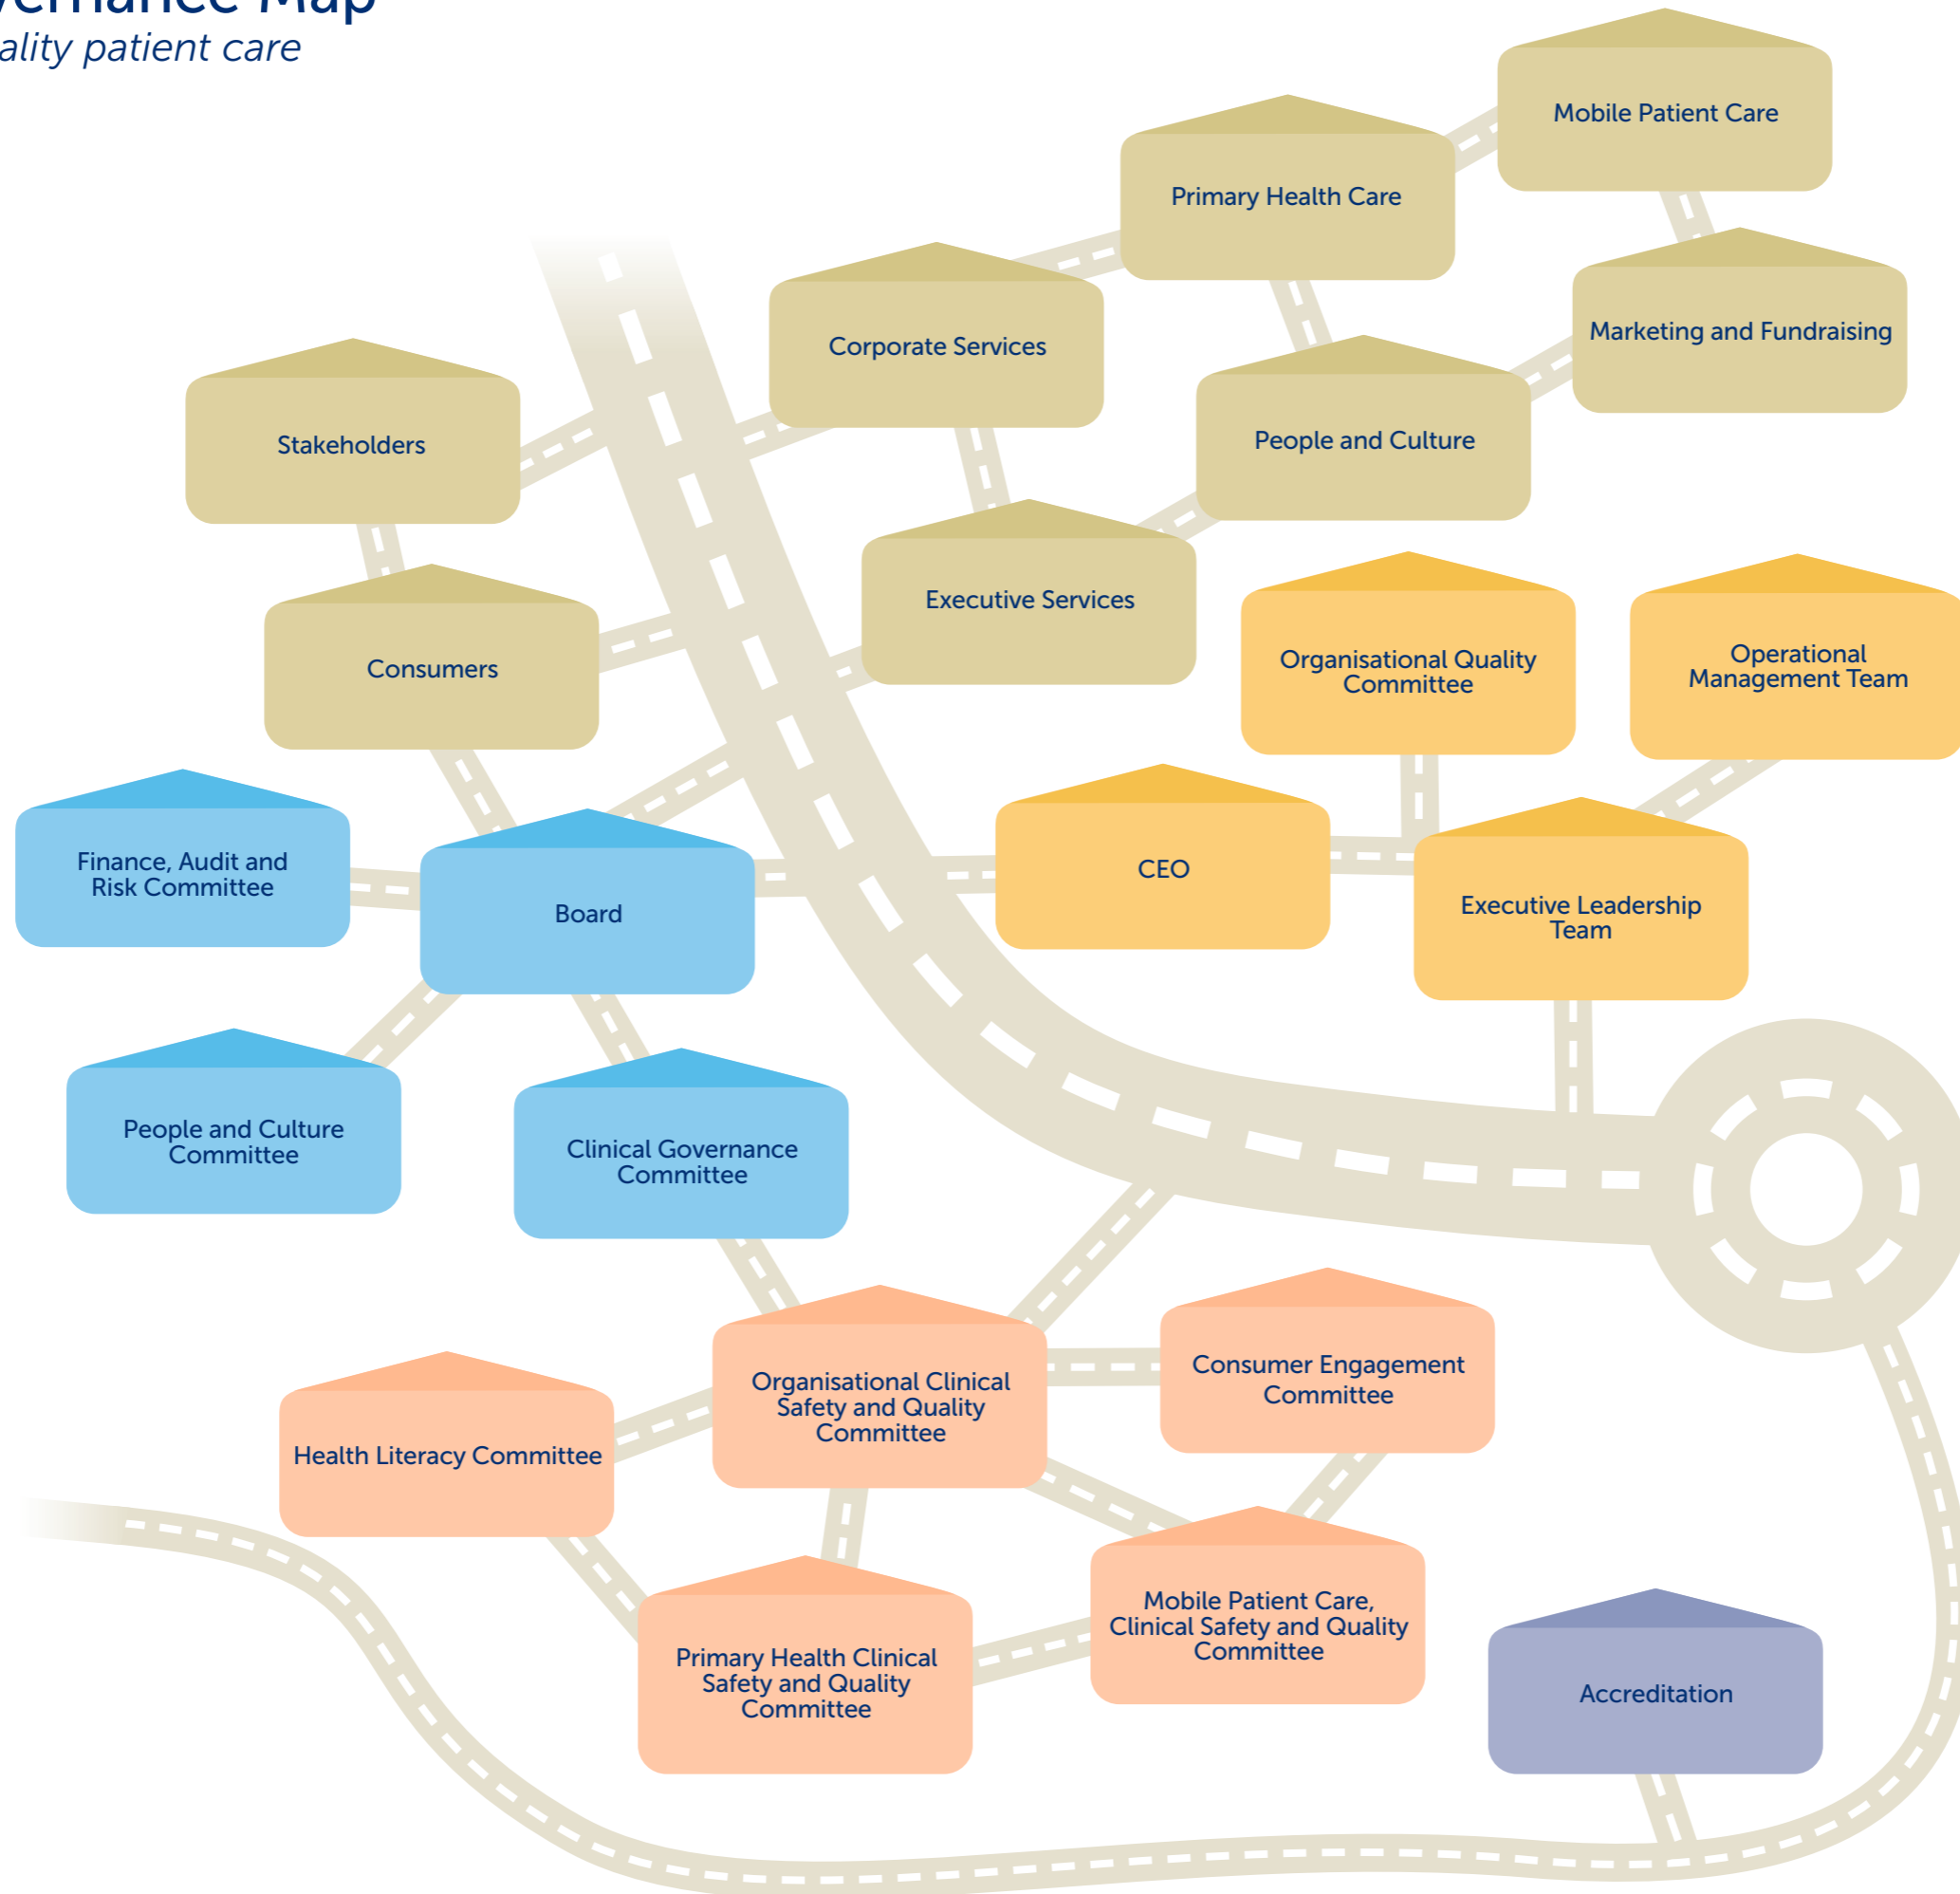 ality patient care
Mobile Patient Care
Primary Health Care
Marketing and Fundraising
Corporate Services
People and Culture
Stakeholders
Executive Services
Consumers
Organisational Quality
Committee
Operational
Management Team
Finance, Audit and
Risk Committee
Board
CEO
Executive Leadership
Team
People and Culture
Committee
Clinical Governance
Committee
Organisational Clinical
Safety and Quality
Committee
Consumer Engagement
Committee
Health Literacy Committee
Mobile Patient Care,
Clinical Safety and Quality
Committee
Primary Health Clinical
Safety and Quality
Committee
Accreditation